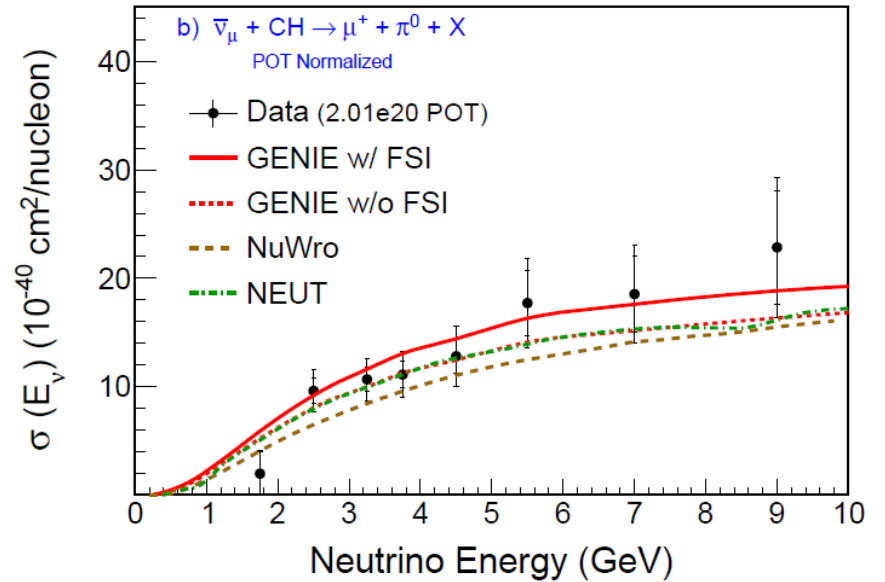 b) ν̄μ + CH → μ⁺ + π⁰ + X
POT Normalized
Data (2.01e20 POT)
GENIE w/ FSI
GENIE w/o FSI
NuWro
NEUT
σ (Eν) (10⁻⁴⁰ cm²/nucleon)
40
30
20
10
0 1 2 3 4 5 6 7 8 9 10
Neutrino Energy (GeV)